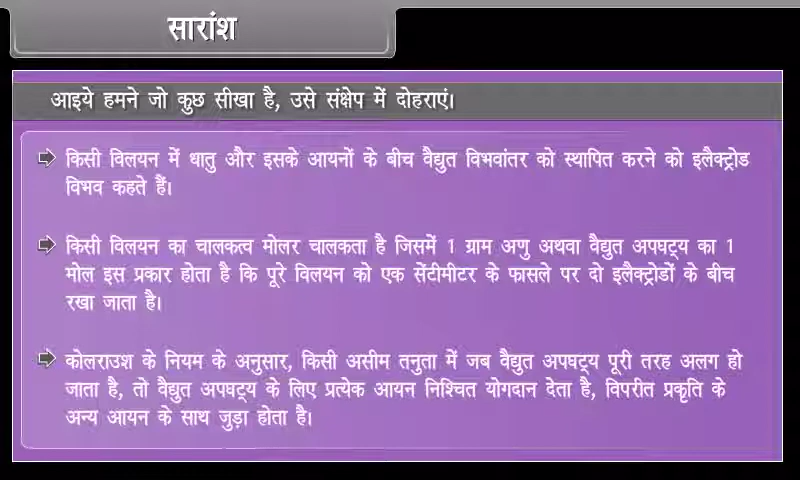 सारांश
आइये हमने जो कुछ सीखा है, उसे संक्षेप में दोहराएं।
किसी विलयन में धातु और इसके आयनों के बीच वैद्युत विभवांतर को स्थापित करने को इलैक्ट्रोड
विभव कहते हैं।
किसी विलयन का चालकत्व मोलर चालकता है जिसमें 1 ग्राम अणु अथवा वैद्युत अपघट्य का 1
मोल इस प्रकार होता है कि पूरे विलयन को एक सेंटीमीटर के फासले पर दो इलैक्ट्रोडों के बीच
रखा जाता है।
कोलराउश के नियम के अनुसार, किसी असीम तनुता में जब वैद्युत अपघट्य पूरी तरह अलग हो
जाता है, तो वैद्युत अपघट्य के लिए प्रत्येक आयन निश्चित योगदान देता है, विपरीत प्रकृति के
अन्य आयन के साथ जुड़ा होता है।